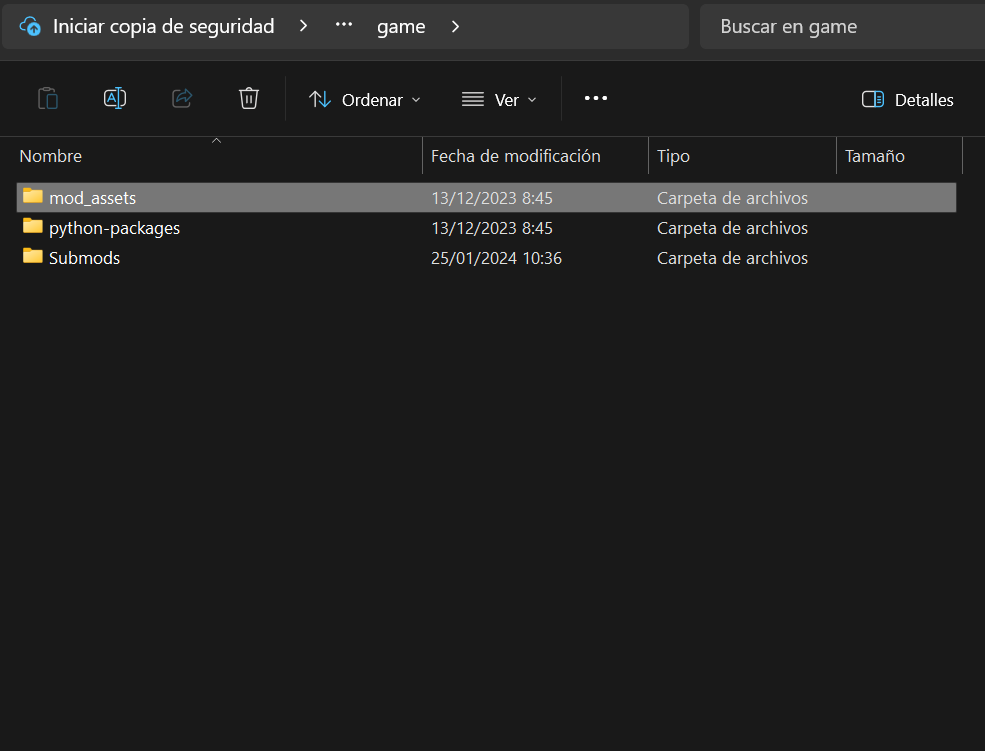 Iniciar copia de seguridad > ... game >
Buscar en game
Ordenar Ver ... Detalles
Nombre Fecha de modificación Tipo Tamaño
mod_assets 13/12/2023 8:45 Carpeta de archivos
python-packages 13/12/2023 8:45 Carpeta de archivos
Submods 25/01/2024 10:36 Carpeta de archivos